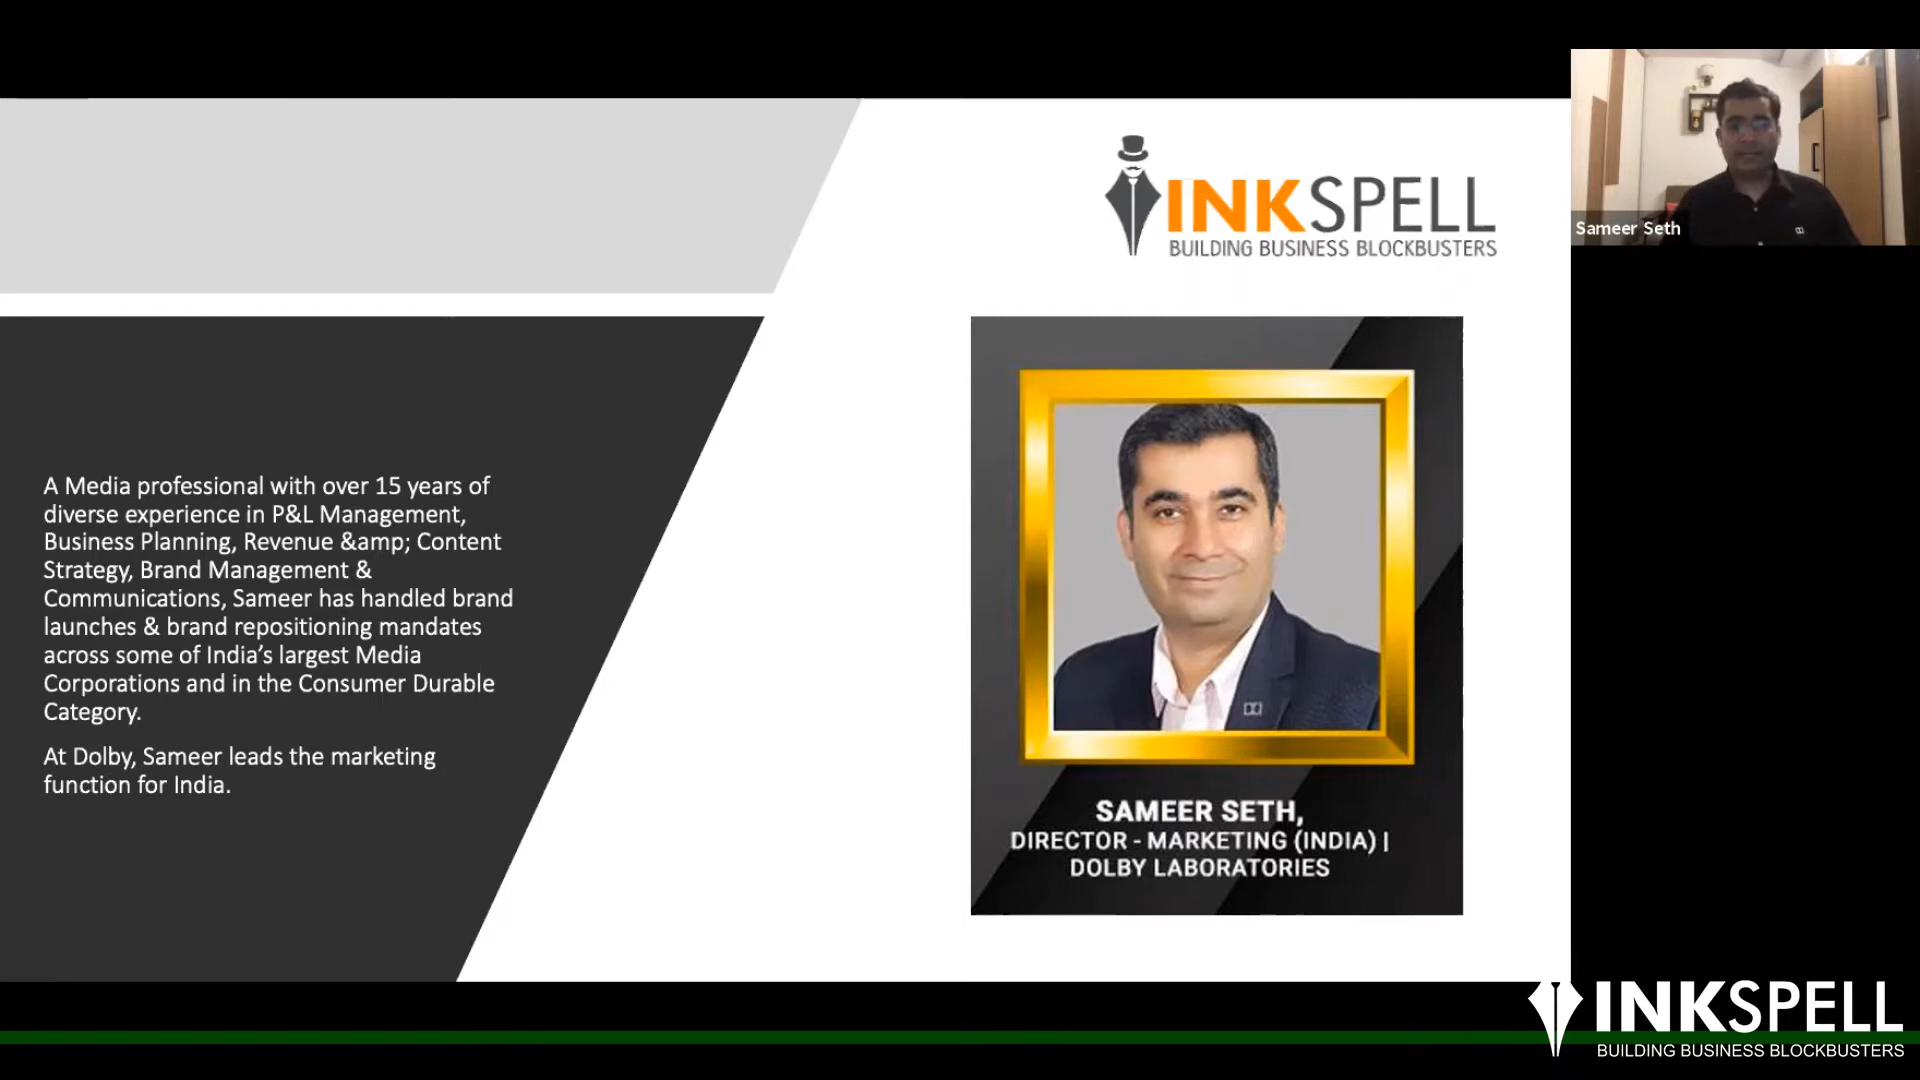 INKSPELL
BUILDING BUSINESS BLOCKBUSTERS
Sameer Seth
A Media professional with over 15 years of
diverse experience in P&L Management,
Business Planning, Revenue &amp; Content
Strategy, Brand Management &
Communications, Sameer has handled brand
launches & brand repositioning mandates
across some of India’s largest Media
Corporations and in the Consumer Durable
Category.
At Dolby, Sameer leads the marketing
function for India.
SAMEER SETH,
DIRECTOR - MARKETING (INDIA) |
DOLBY LABORATORIES
INKSPELL
BUILDING BUSINESS BLOCKBUSTERS